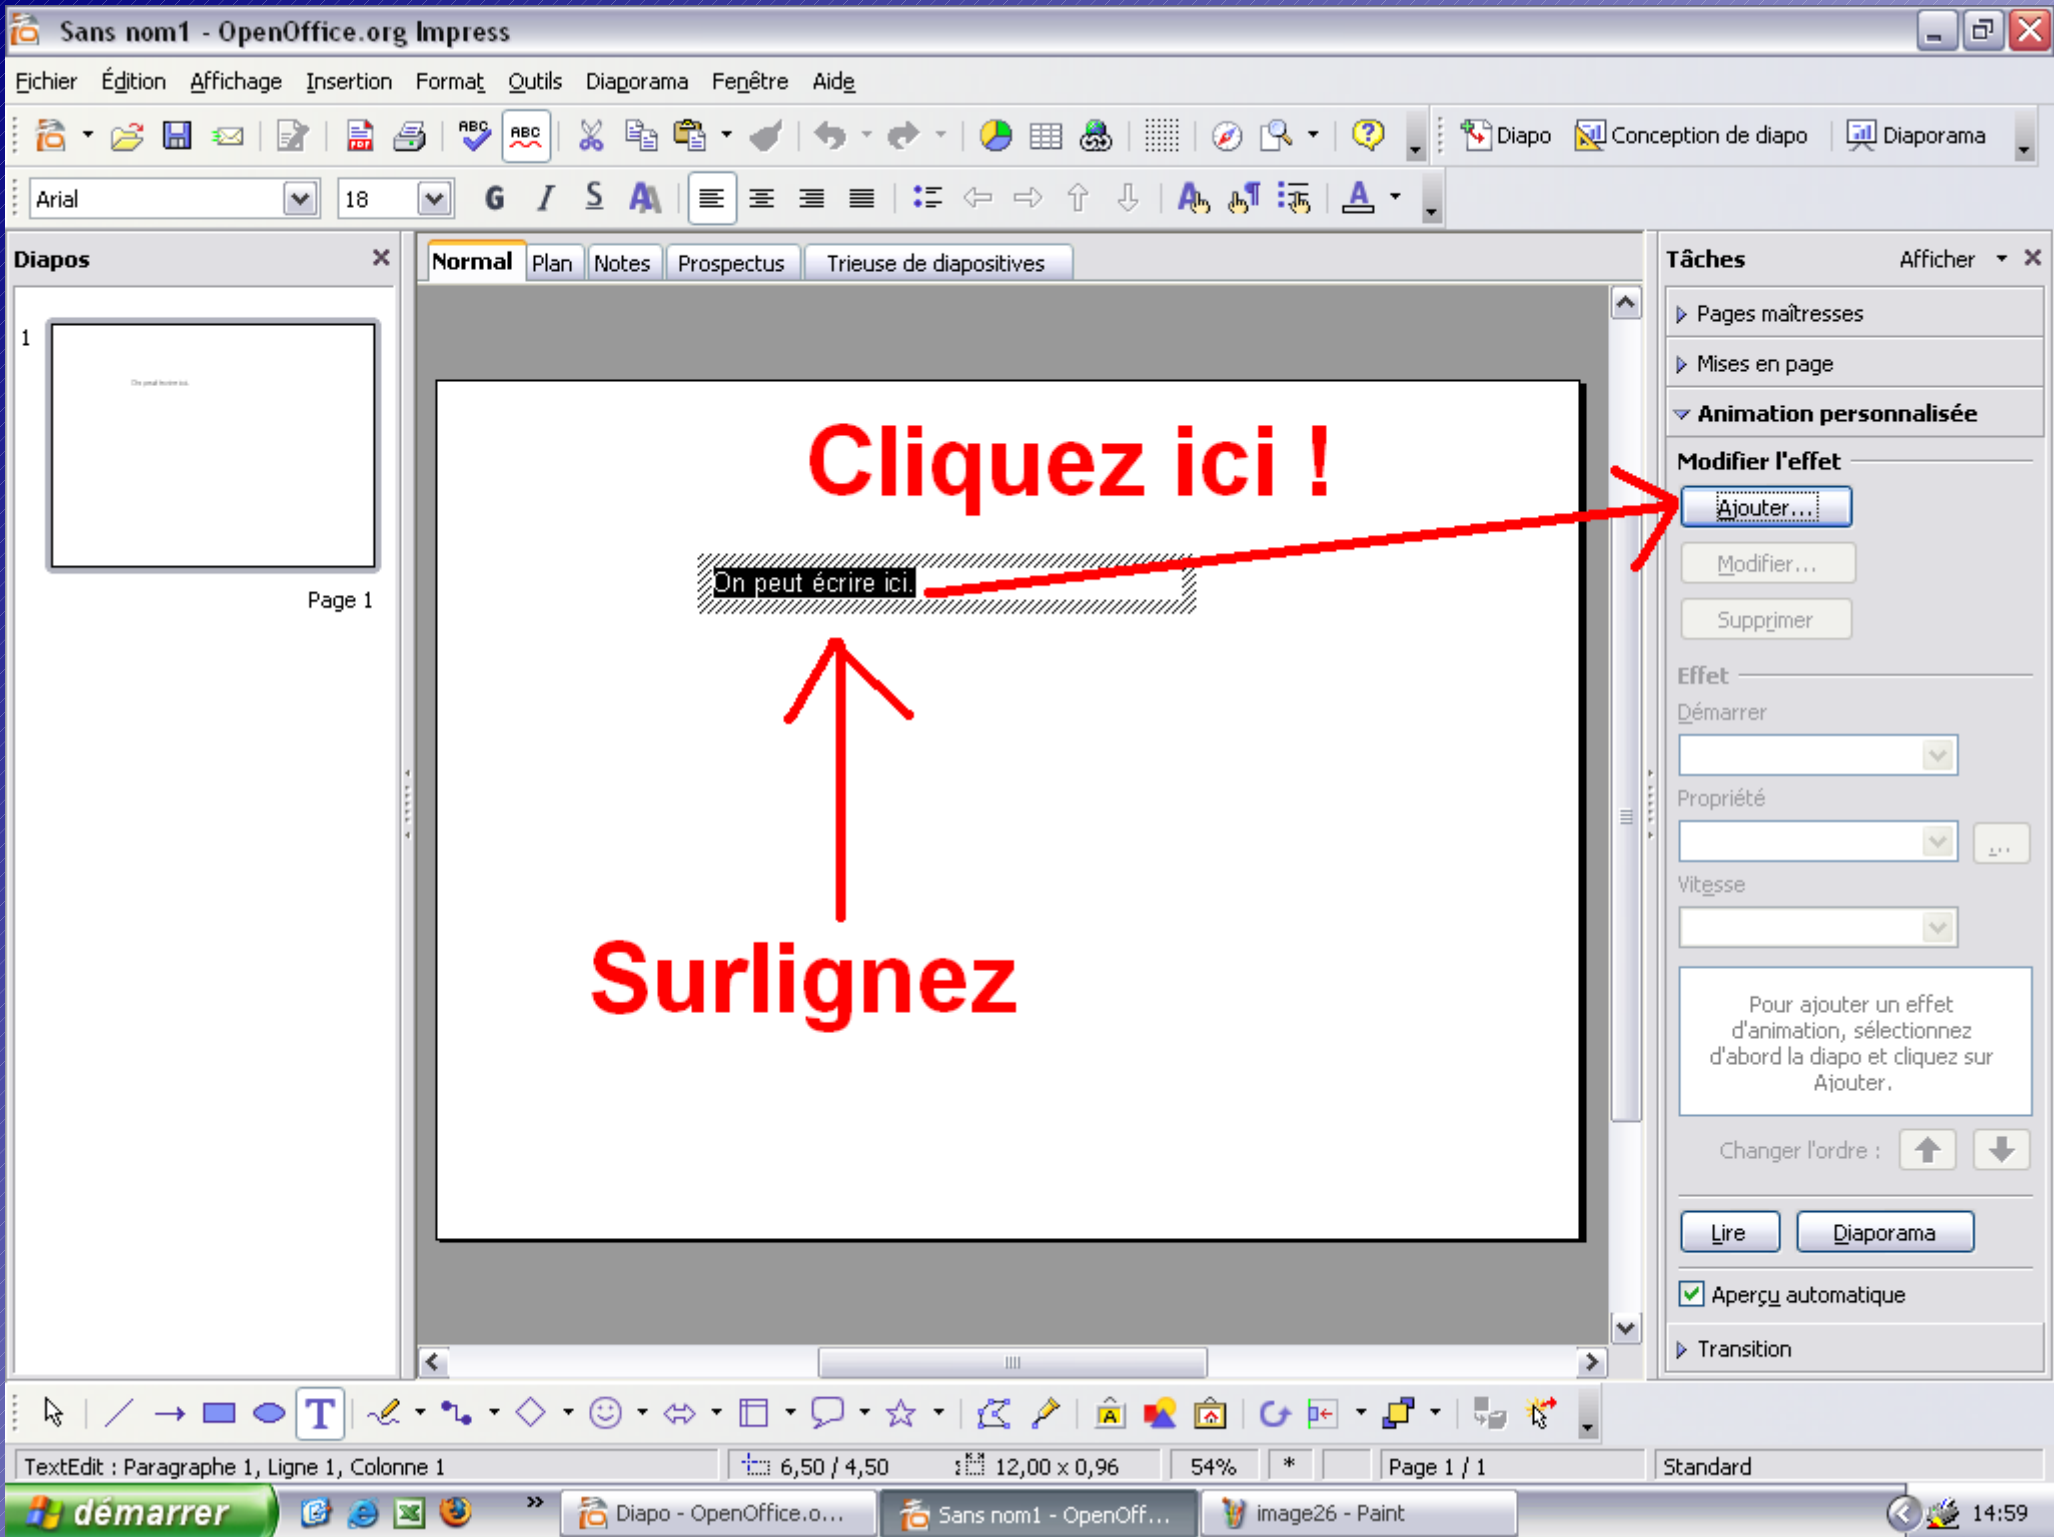 Sans nom1 - OpenOffice.org Impress
Fichier Édition Affichage Insertion Format Outils Diaporama Fenêtre Aide
ABC ABC Diapo Conception de diapo Diaporama
PDF
Arial 18 G I S A A A
Diapos
1
Page 1
Normal Plan Notes Prospectus Trieuse de diapositives
Cliquez ici !
On peut écrire ici.
Surlignez
Tâches Afficher
Pages maîtresses
Mises en page
Animation personnalisée
Modifier l'effet
Ajouter...
Modifier...
Supprimer
Effet
Démarrer
Propriété
...
Vitesse
Pour ajouter un effet
d'animation, sélectionnez
d'abord la diapo et cliquez sur
Ajouter.
Changer l'ordre :
Lire Diaporama
Aperçu automatique
Transition
T A
TextEdit : Paragraphe 1, Ligne 1, Colonne 1 6,50 / 4,50 12,00 x 0,96 54% * Page 1 / 1 Standard
démarrer » Diapo - OpenOffice.o... Sans nom1 - OpenOff... image26 - Paint 14:59